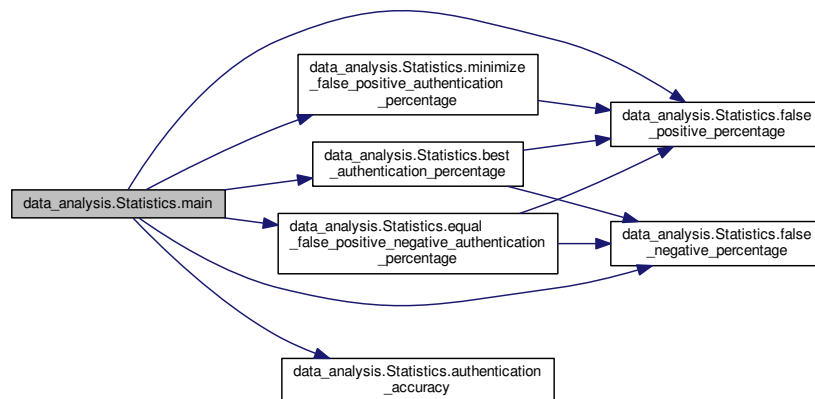 data_analysis.Statistics.main
data_analysis.Statistics.minimize
_false_positive_authentication
_percentage
data_analysis.Statistics.best
_authentication_percentage
data_analysis.Statistics.equal
_false_positive_negative_authentication
_percentage
data_analysis.Statistics.authentication
_accuracy
data_analysis.Statistics.false
_positive_percentage
data_analysis.Statistics.false
_negative_percentage